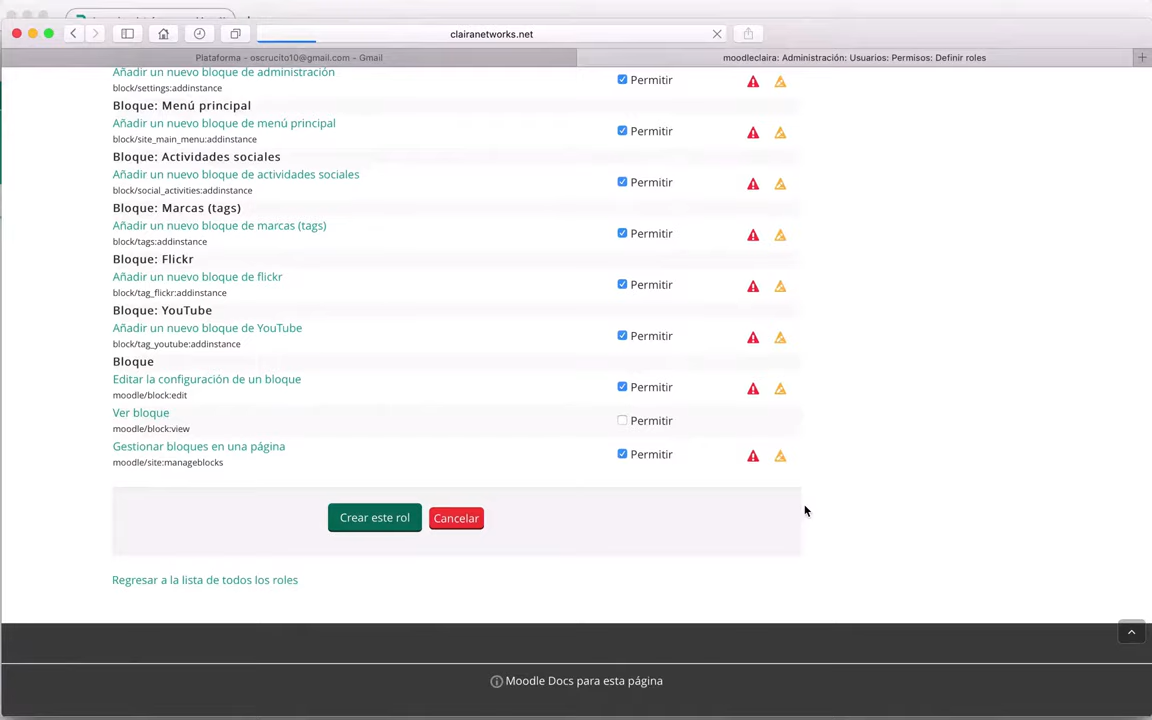 clairanetworks.net
Plataforma - oscrucito10@gmail.com - Gmail
moodleclaira: Administración: Usuarios: Permisos: Definir roles
Añadir un nuevo bloque de administración
Permitir
block/settings:addinstance
Bloque: Menú principal
Añadir un nuevo bloque de menú principal
Permitir
block/site_main_menu:addinstance
Bloque: Actividades sociales
Añadir un nuevo bloque de actividades sociales
Permitir
block/social_activities:addinstance
Bloque: Marcas (tags)
Añadir un nuevo bloque de marcas (tags)
Permitir
block/tags:addinstance
Bloque: Flickr
Añadir un nuevo bloque de flickr
Permitir
block/tag_flickr:addinstance
Bloque: YouTube
Añadir un nuevo bloque de YouTube
Permitir
block/tag_youtube:addinstance
Bloque
Editar la configuración de un bloque
Permitir
moodle/block:edit
Ver bloque
Permitir
moodle/block:view
Gestionar bloques en una página
Permitir
moodle/site:manageblocks
Crear este rol
Cancelar
Regresar a la lista de todos los roles
Moodle Docs para esta página